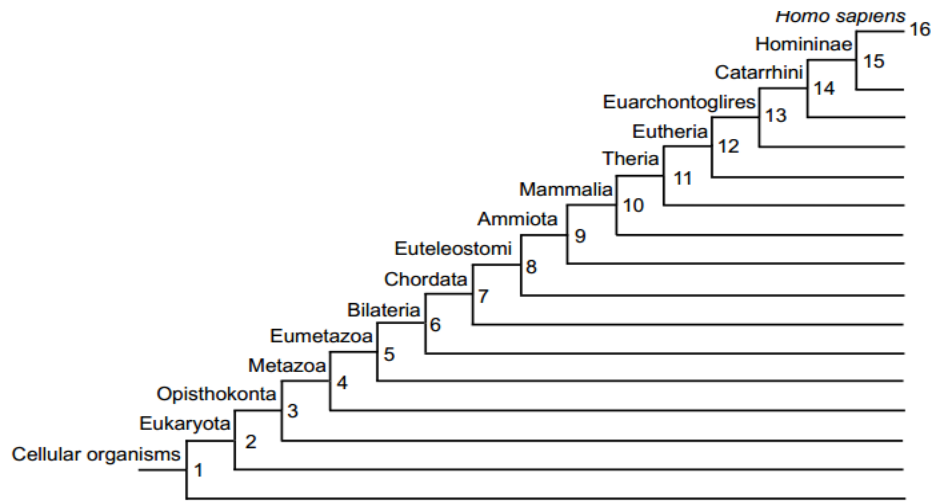 Homo sapiens
16
Homininae
15
Catarrhini
14
Euarchontoglires
13
Eutheria
12
Theria
11
Mammalia
10
Ammiota
9
Euteleostomi
8
Chordata
7
Bilateria
6
Eumetazoa
5
Metazoa
4
Opisthokonta
3
Eukaryota
2
Cellular organisms
1